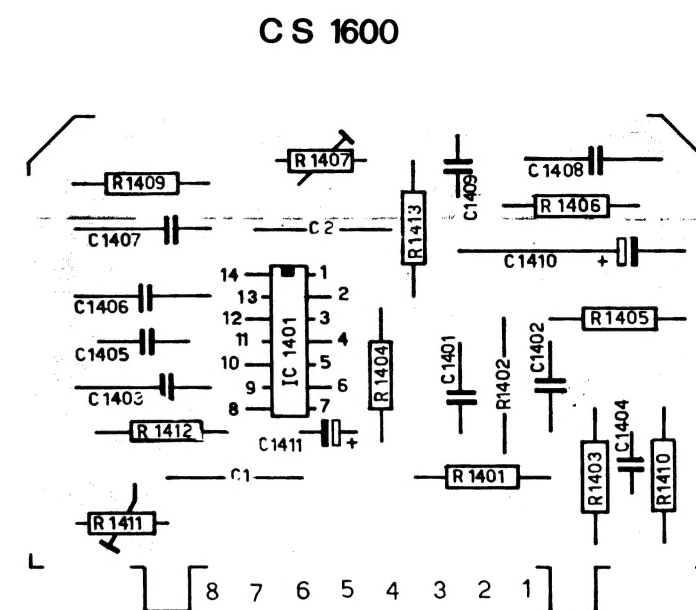 CS 1600
R1407
C1408
R1409
C1409
R1406
R1413
C1407
C2
C1410
+
14
1
13
2
C1406
12
3
R1405
11
4
C1405
IC 1401
R1404
C1401
R1402
C1402
10
5
9
6
C1403
8
7
C1404
R1412
C1411
+
C1
R1401
R1403
R1410
R1411
8 7 6 5 4 3 2 1